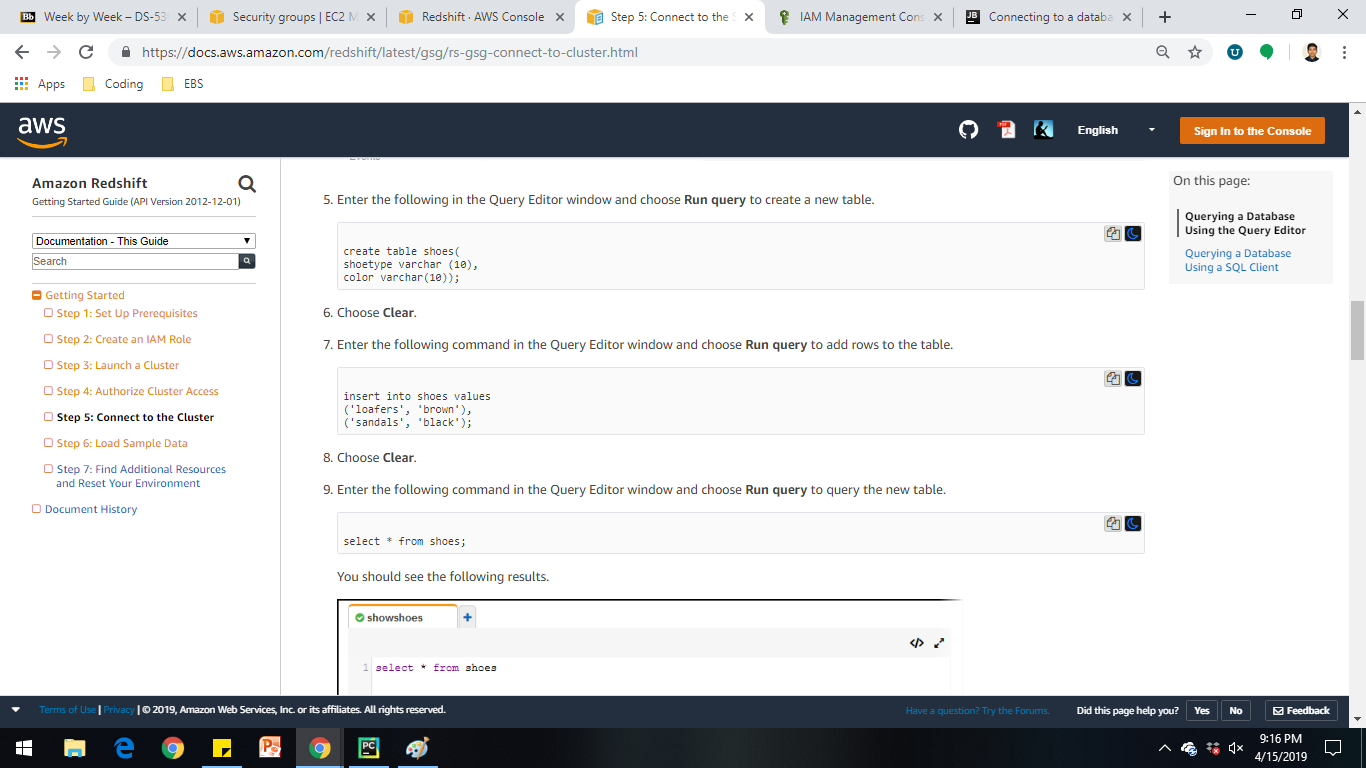 Week by Week – DS-53
Security groups | EC2 M
Redshift · AWS Console
Step 5: Connect to the S
IAM Management Cons
Connecting to a databa
https://docs.aws.amazon.com/redshift/latest/gsg/rs-gsg-connect-to-cluster.html
Apps
Coding
EBS
aws
English
Sign In to the Console
Amazon Redshift
Getting Started Guide (API Version 2012-12-01)
Documentation - This Guide
Search
Getting Started
Step 1: Set Up Prerequisites
Step 2: Create an IAM Role
Step 3: Launch a Cluster
Step 4: Authorize Cluster Access
Step 5: Connect to the Cluster
Step 6: Load Sample Data
Step 7: Find Additional Resources
and Reset Your Environment
Document History
5. Enter the following in the Query Editor window and choose Run query to create a new table.
create table shoes(
shoetype varchar (10),
color varchar(10));
6. Choose Clear.
7. Enter the following command in the Query Editor window and choose Run query to add rows to the table.
insert into shoes values
('loafers', 'brown'),
('sandals', 'black');
8. Choose Clear.
9. Enter the following command in the Query Editor window and choose Run query to query the new table.
select * from shoes;
You should see the following results.
showshoes
1 select * from shoes
On this page:
Querying a Database
Using the Query Editor
Querying a Database
Using a SQL Client
Terms of Use | Privacy | © 2019, Amazon Web Services, Inc. or its affiliates. All rights reserved.
Have a question? Try the Forums.
Did this page help you?
Yes
No
Feedback
9:16 PM
4/15/2019